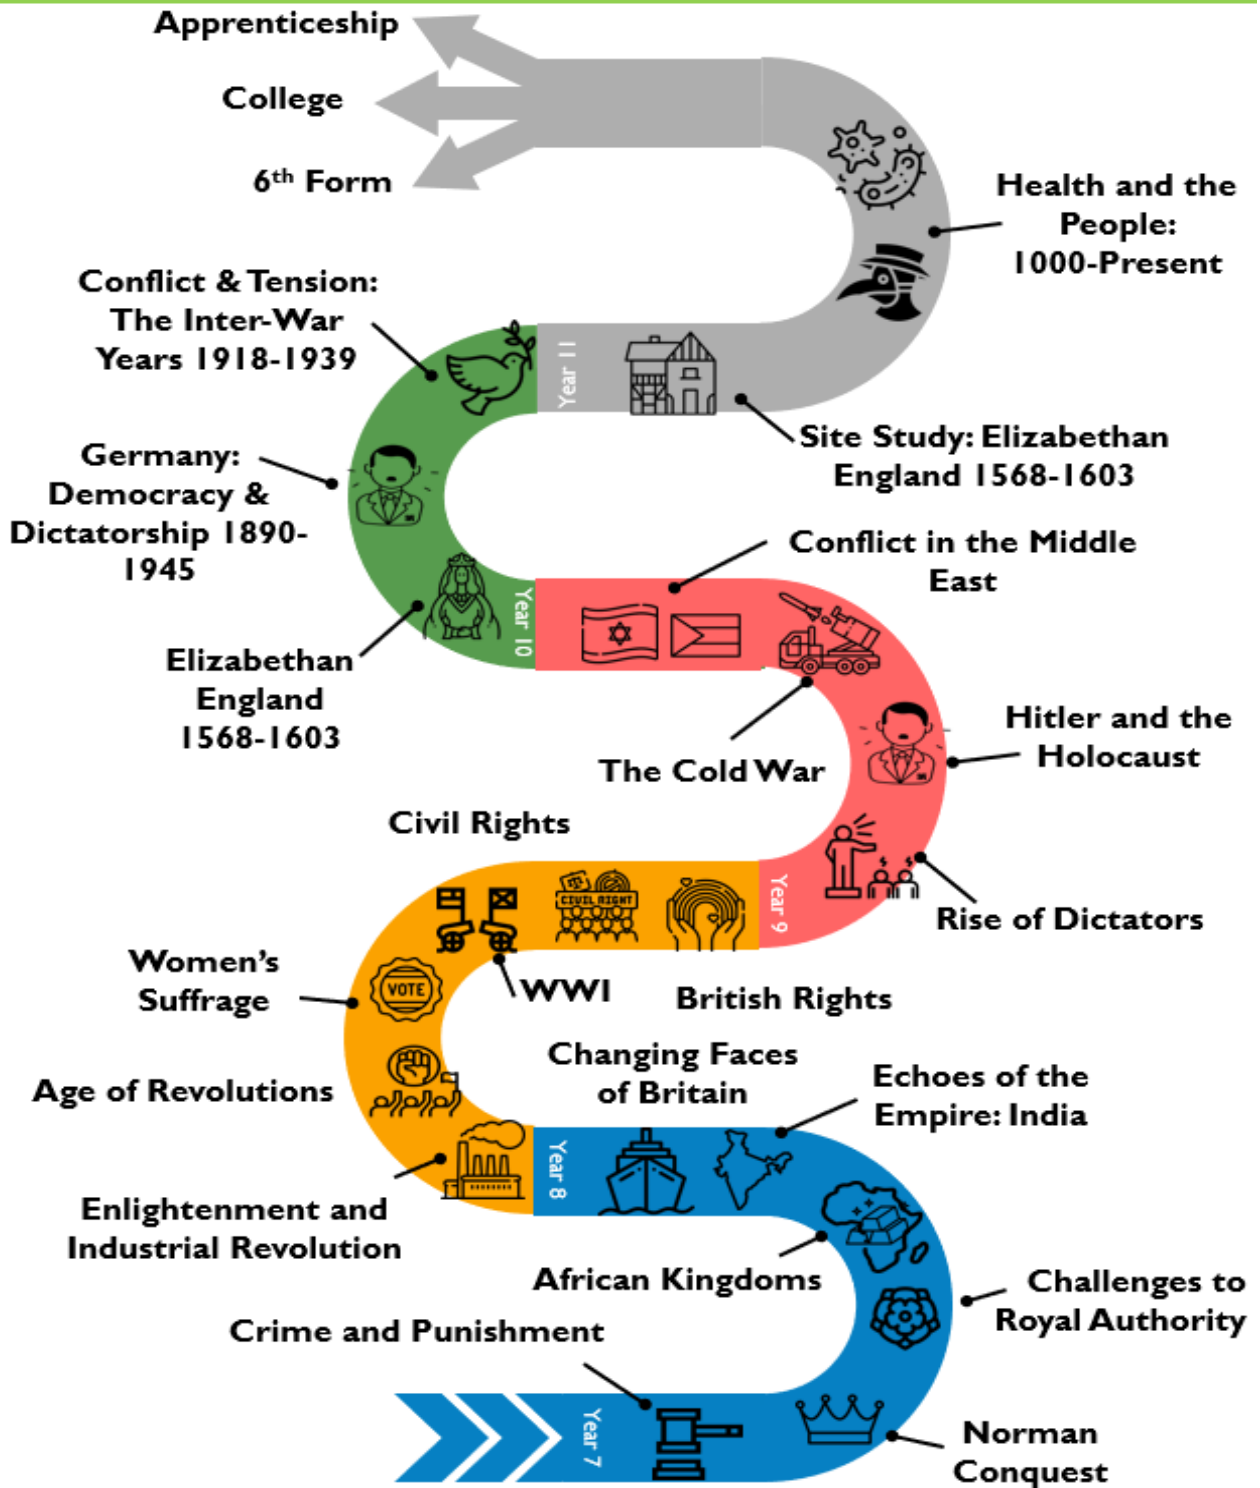 Apprenticeship
College
6th Form
Health and the
People:
1000-Present
Conflict & Tension:
The Inter-War
Years 1918-1939
Year 11
Site Study: Elizabethan
England 1568-1603
Germany:
Democracy &
Dictatorship 1890-
1945
Conflict in the Middle
East
Year 10
Elizabethan
England
1568-1603
Hitler and the
Holocaust
The Cold War
Civil Rights
CIVIL RIGHT
Year 9
Rise of Dictators
Women's
Suffrage
VOTE
WWI
British Rights
Age of Revolutions
Changing Faces
of Britain
Echoes of the
Empire: India
Year 8
Enlightenment and
Industrial Revolution
African Kingdoms
Challenges to
Royal Authority
Crime and Punishment
Year 7
Norman
Conquest